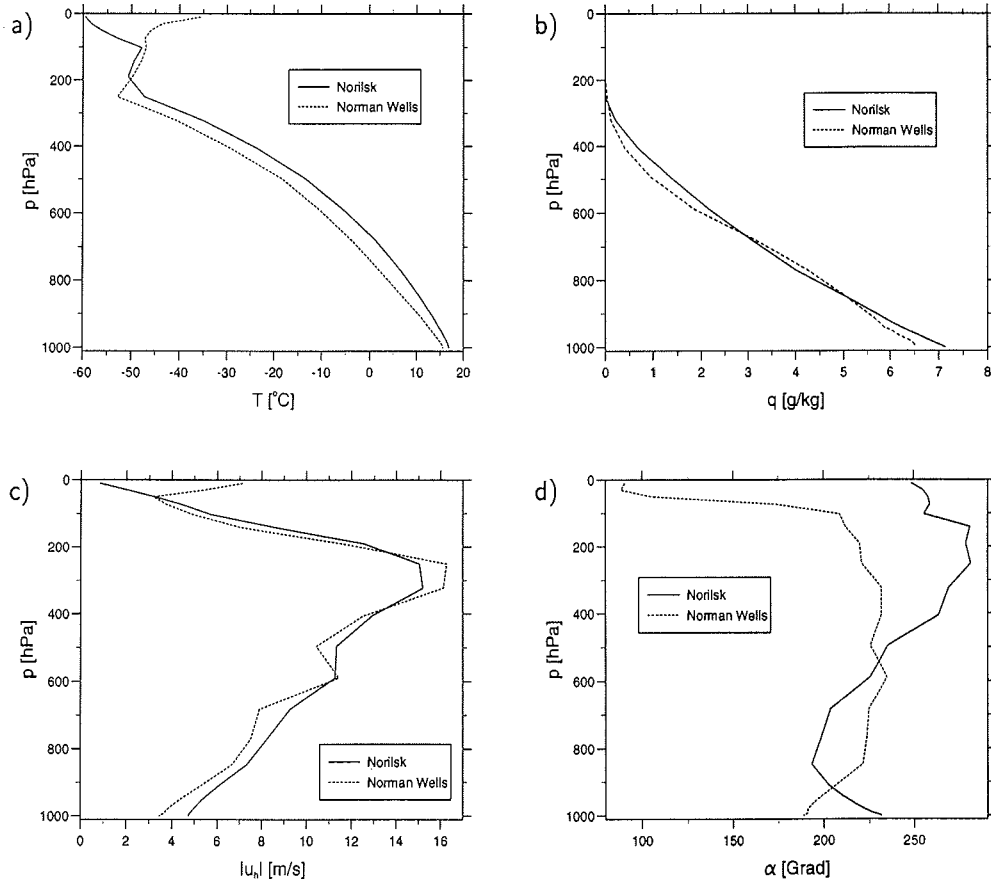 a)
0
200
400
600
800
1000
p [hPa]
-60
-50
-40
-30
-20
-10
0
10
20
T [°C]
Norilsk
Norman Wells
b)
0
200
400
600
800
1000
p [hPa]
0
1
2
3
4
5
6
7
8
q [g/kg]
Norilsk
Norman Wells
c)
0
200
400
600
800
1000
p [hPa]
0
2
4
6
8
10
12
14
16
|uₕ| [m/s]
Norilsk
Norman Wells
d)
0
200
400
600
800
1000
p [hPa]
100
150
200
250
α [Grad]
Norilsk
Norman Wells